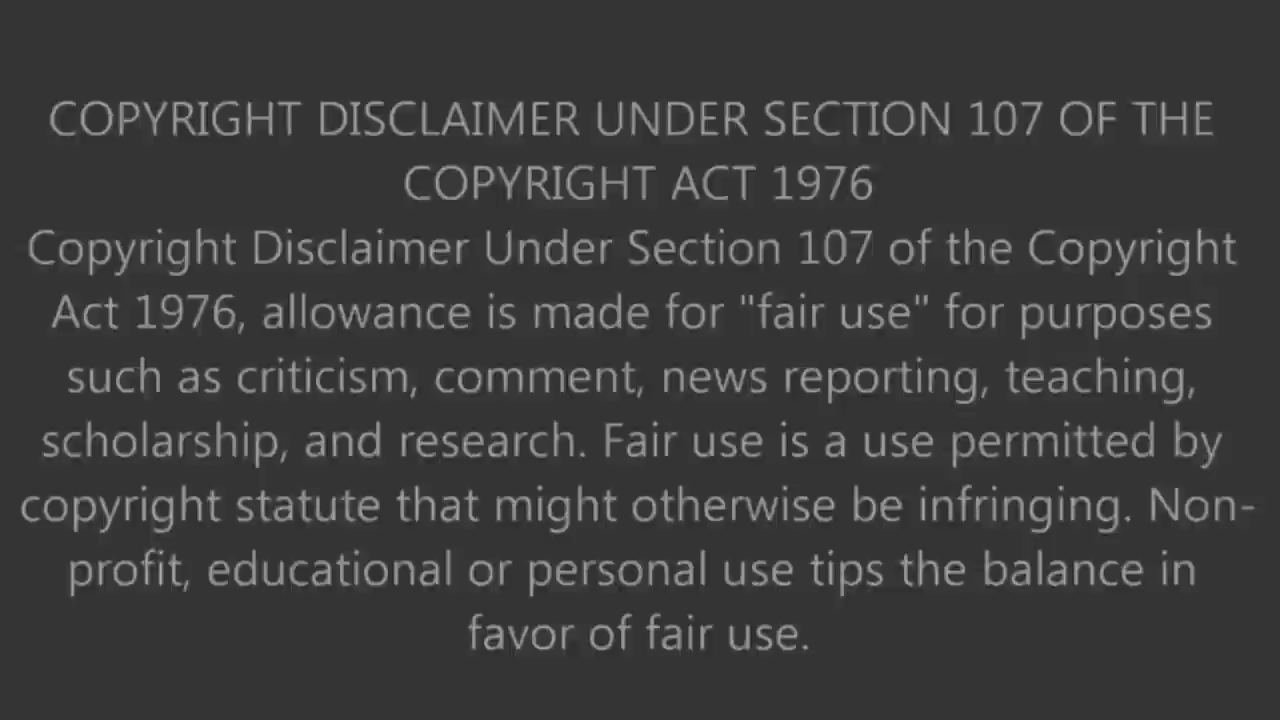 COPYRIGHT DISCLAIMER UNDER SECTION 107 OF THE
COPYRIGHT ACT 1976
Copyright Disclaimer Under Section 107 of the Copyright
Act 1976, allowance is made for "fair use" for purposes
such as criticism, comment, news reporting, teaching,
scholarship, and research. Fair use is a use permitted by
copyright statute that might otherwise be infringing. Non-
profit, educational or personal use tips the balance in
favor of fair use.